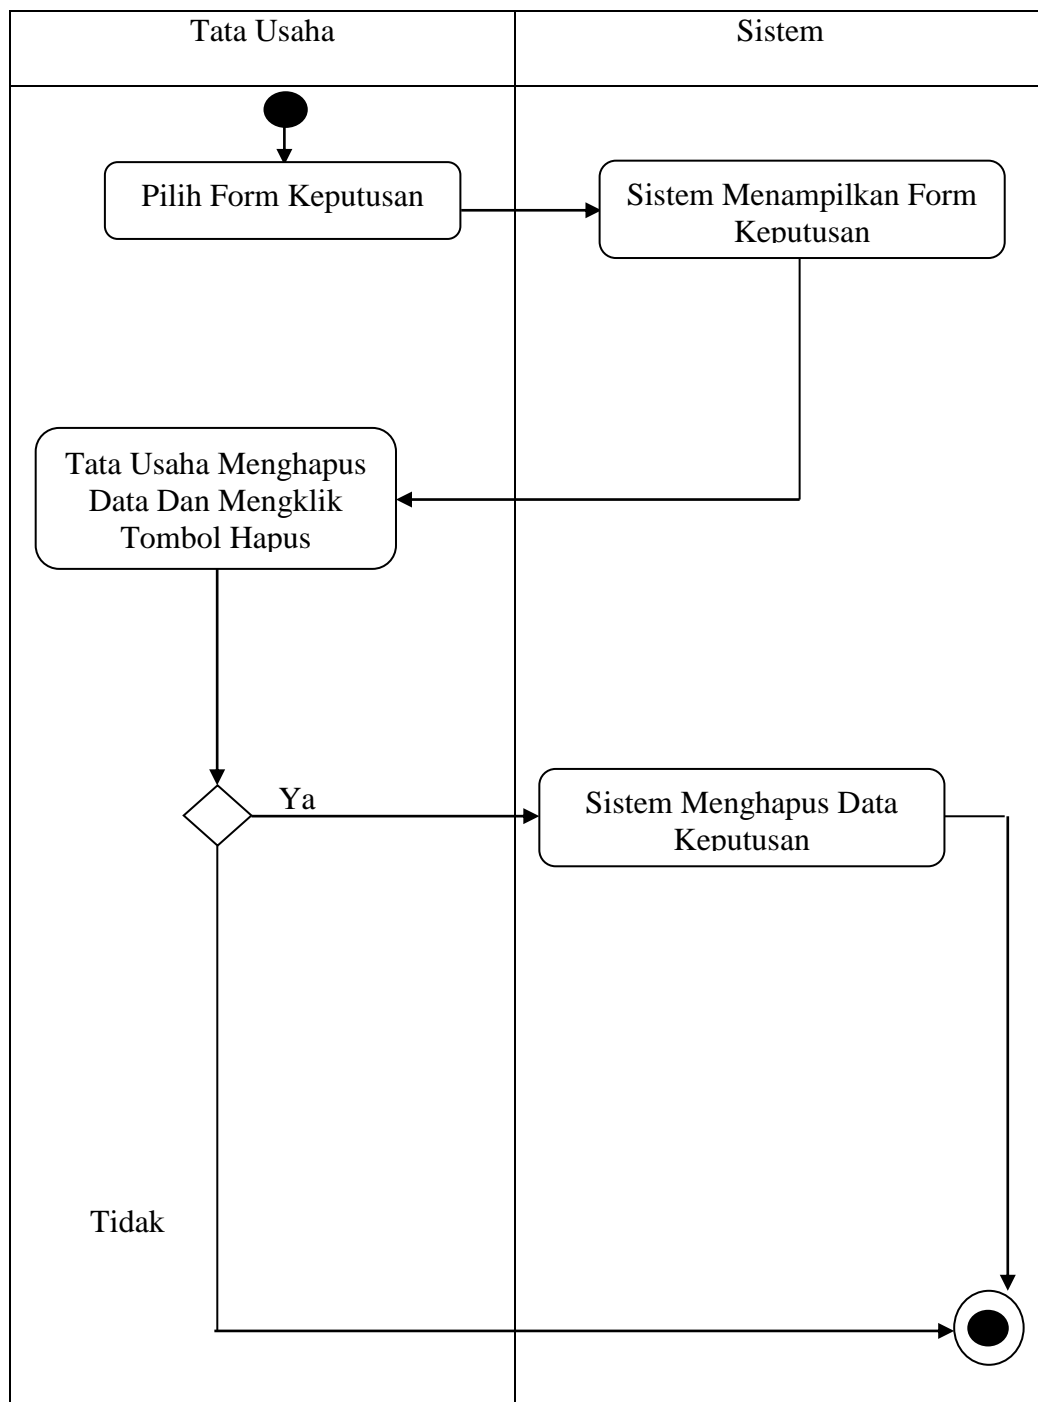 Tata Usaha
Sistem
Pilih Form Keputusan
Sistem Menampilkan Form
Keputusan
Tata Usaha Menghapus
Data Dan Mengklik
Tombol Hapus
Ya
Sistem Menghapus Data
Keputusan
Tidak